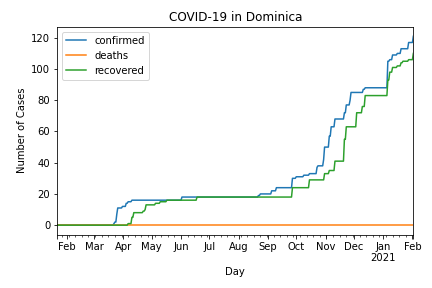 COVID-19 in Dominica
confirmed
deaths
recovered
Number of Cases
120
100
80
60
40
20
0
Feb Mar Apr May Jun Jul Aug Sep Oct Nov Dec Jan Feb
2021
Day